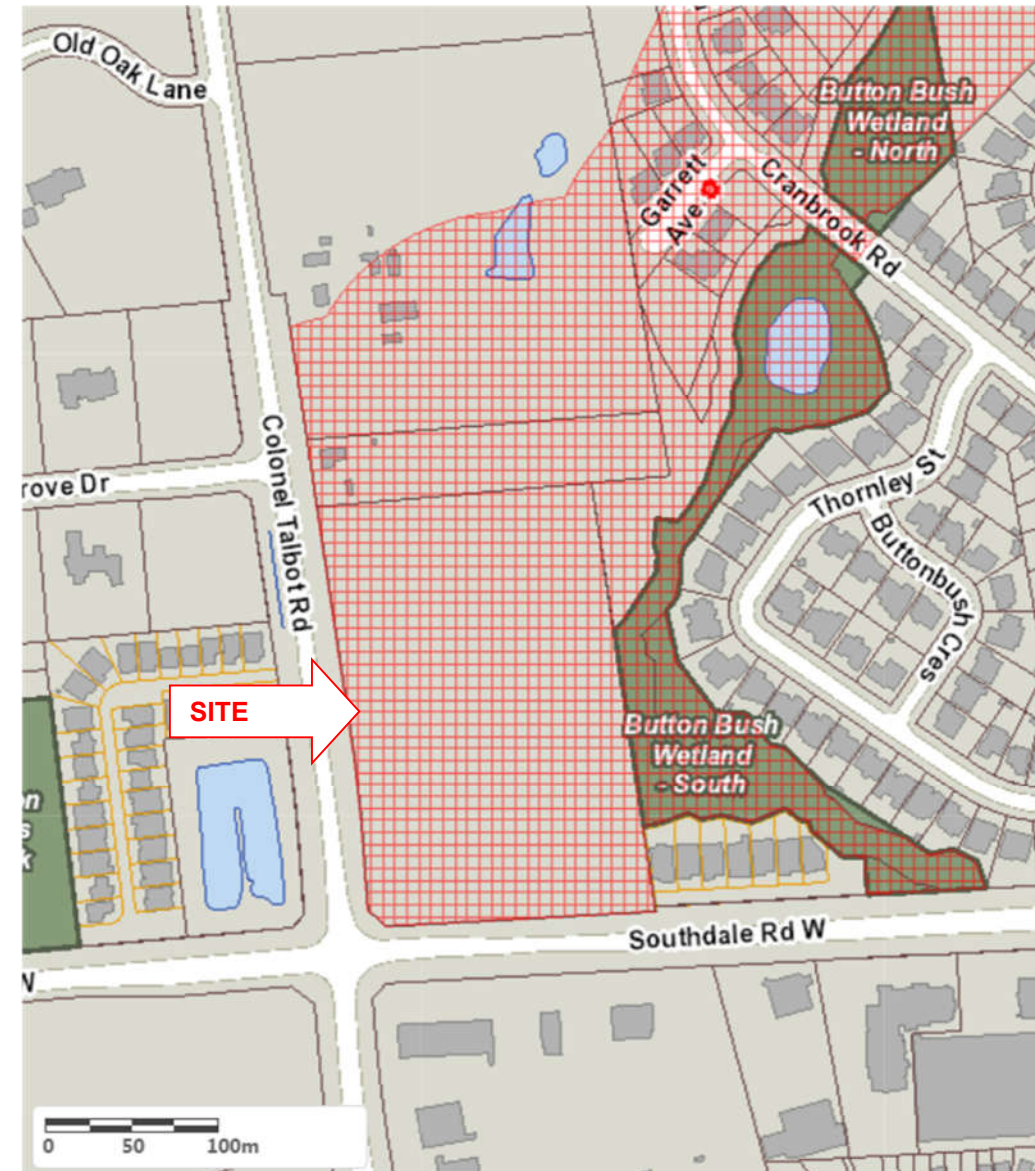 Old Oak Lane
Button Bush
Wetland
- North
Garrett
Ave
Cranbrook Rd
Colonel Talbot Rd
rove Dr
Thornley St
Buttonbush Cres
SITE
Button Bush
Wetland
- South
n
s
k
Southdale Rd W
W
0 50 100m